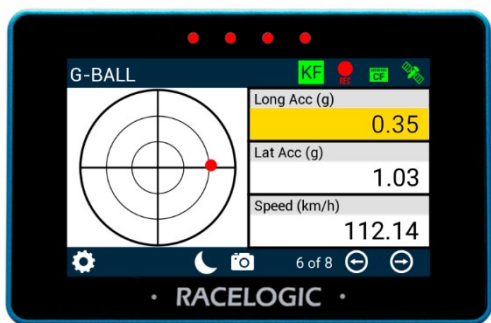 G-BALL
KF
REC
CF
Long Acc (g)
0.35
Lat Acc (g)
1.03
Speed (km/h)
112.14
6 of 8
RACELOGIC